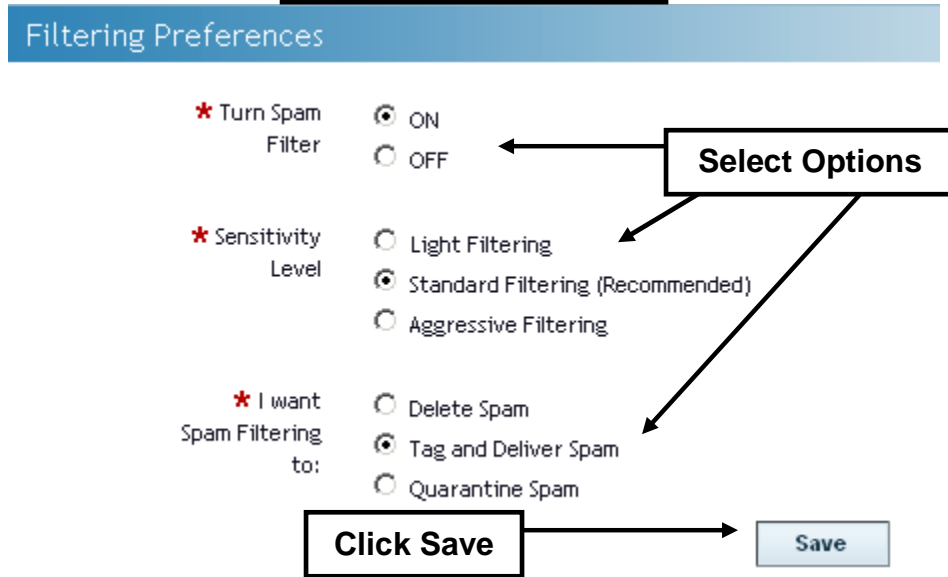 Filtering Preferences
* Turn Spam
Filter
ON
OFF
Select Options
* Sensitivity
Level
Light Filtering
Standard Filtering (Recommended)
Aggressive Filtering
* I want
Spam Filtering
to:
Delete Spam
Tag and Deliver Spam
Quarantine Spam
Click Save
Save